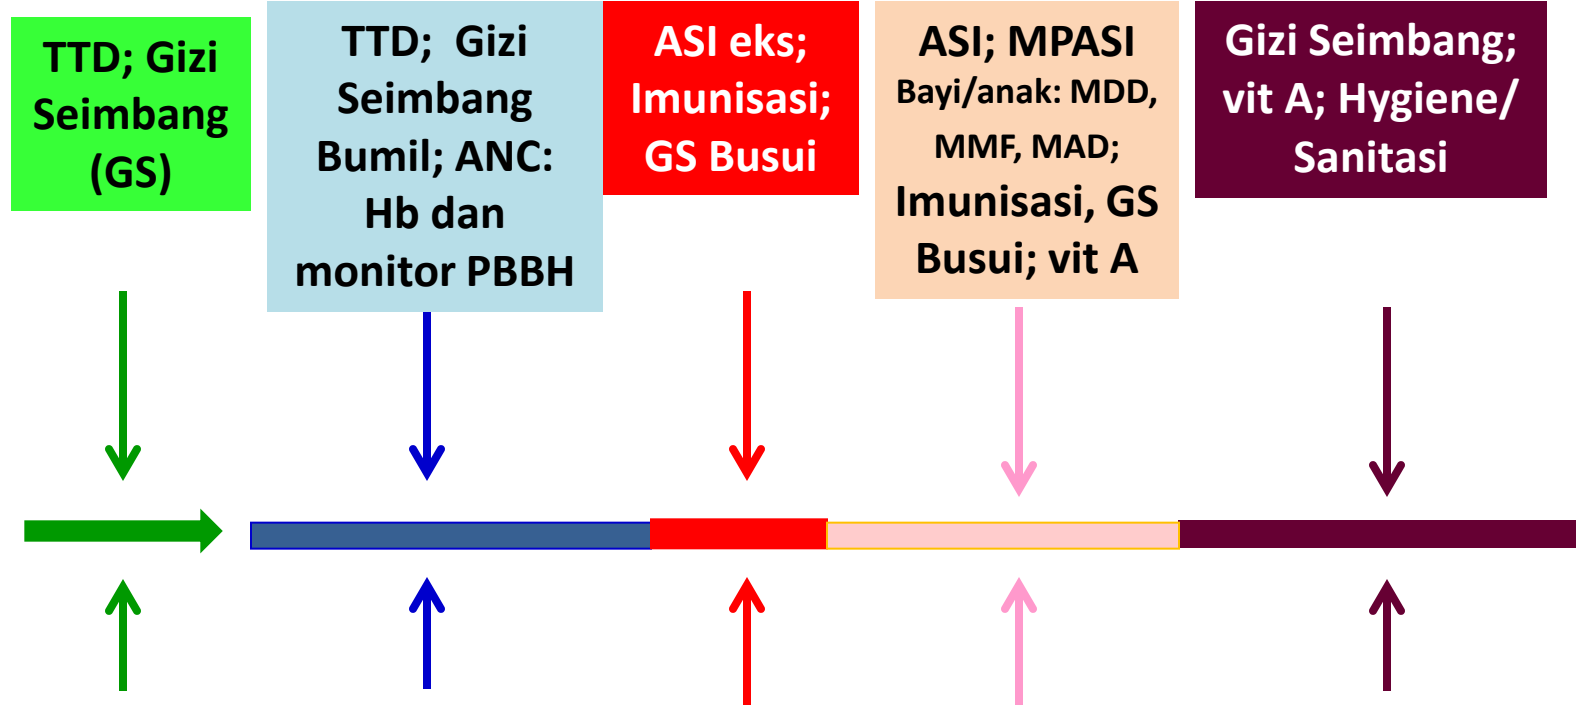 TTD; Gizi
Seimbang
(GS)
TTD; Gizi
Seimbang
Bumil; ANC:
Hb dan
monitor PBBH
ASI eks;
Imunisasi;
GS Busui
ASI; MPASI
Bayi/anak: MDD,
MMF, MAD;
Imunisasi, GS
Busui; vit A
Gizi Seimbang;
vit A; Hygiene/
Sanitasi